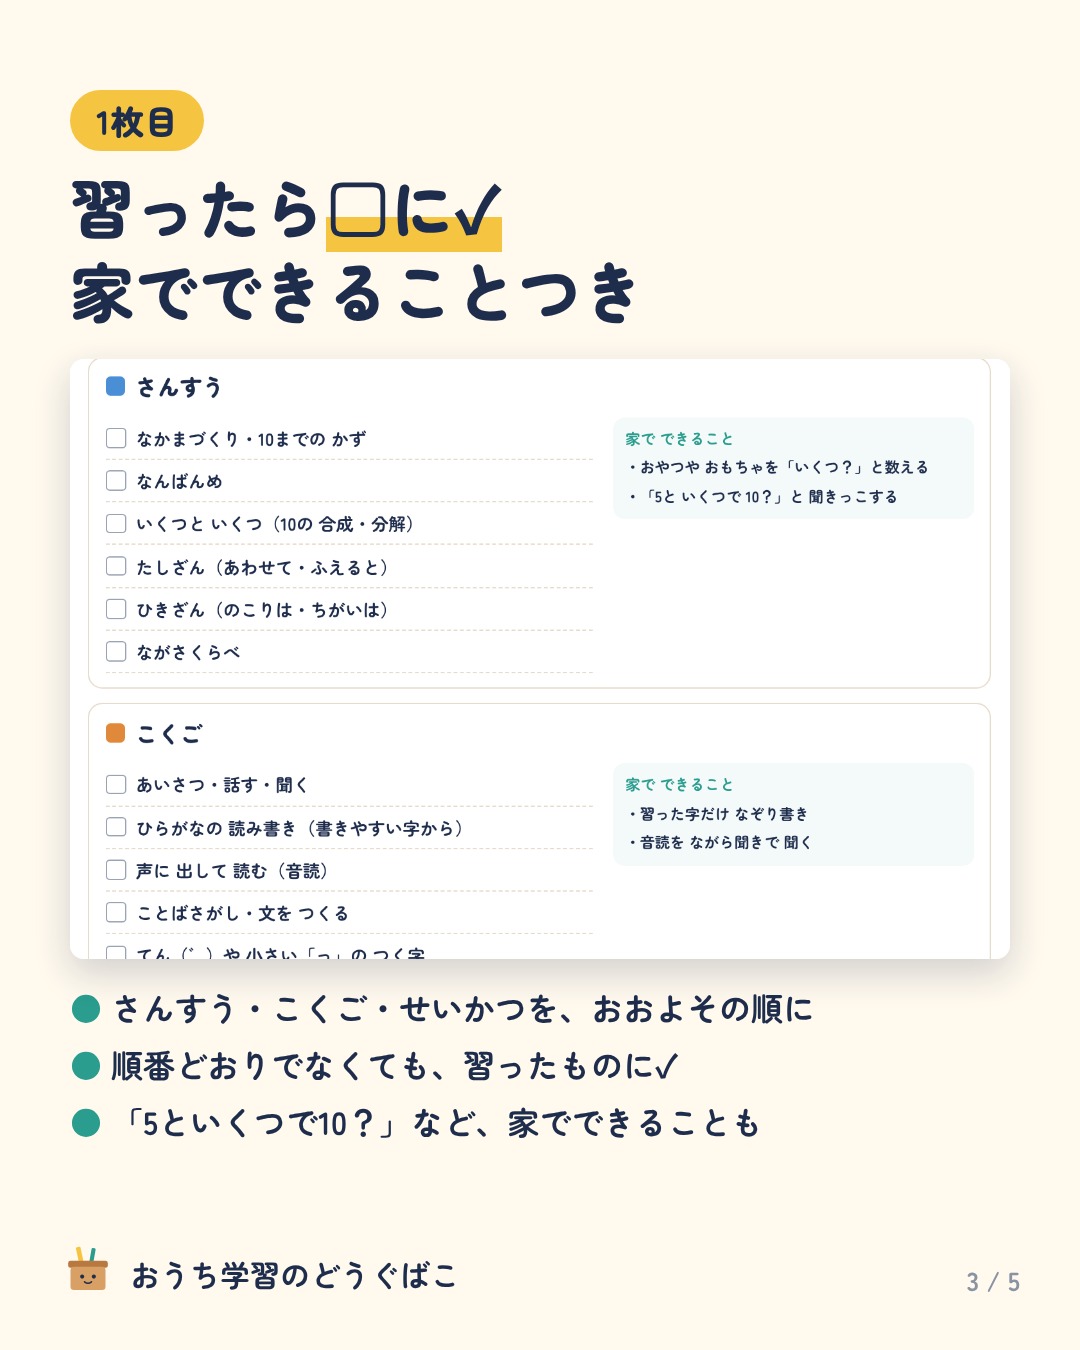 1枚目
習ったら□に✓
家でできることつき
さんすう
□ なかまづくり・10までの かず
□ なんばんめ
□ いくつと いくつ（10の 合成・分解）
□ たしざん（あわせて・ふえると）
□ ひきざん（のこりは・ちがいは）
□ ながさくらべ
家で できること
・おやつや おもちゃを「いくつ？」と数える
・「5と いくつで 10？」と 聞きっこする
こくご
□ あいさつ・話す・聞く
□ ひらがなの 読み書き（書きやすい字から）
□ 声に 出して 読む（音読）
□ ことばさがし・文を つくる
□ てん（゛）や 小さい「っ」の つく字
家で できること
・習った字だけ なぞり書き
・音読を ながら聞きで 聞く
さんすう・こくご・せいかつを、おおよその順に
順番どおりでなくても、習ったものに✓
「5といくつで10？」など、家でできることも
おうち学習のどうぐばこ
3 / 5